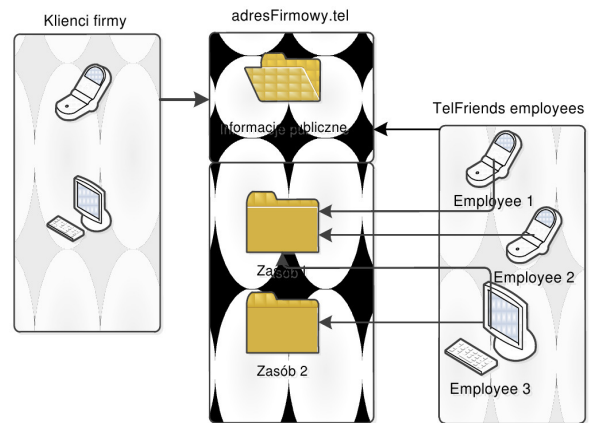 Klienci firmy
adresFirmowy.tel
Informacje publiczne
TelFriends employees
Employee 1
Zasób 1
Employee 2
Zasób 2
Employee 3